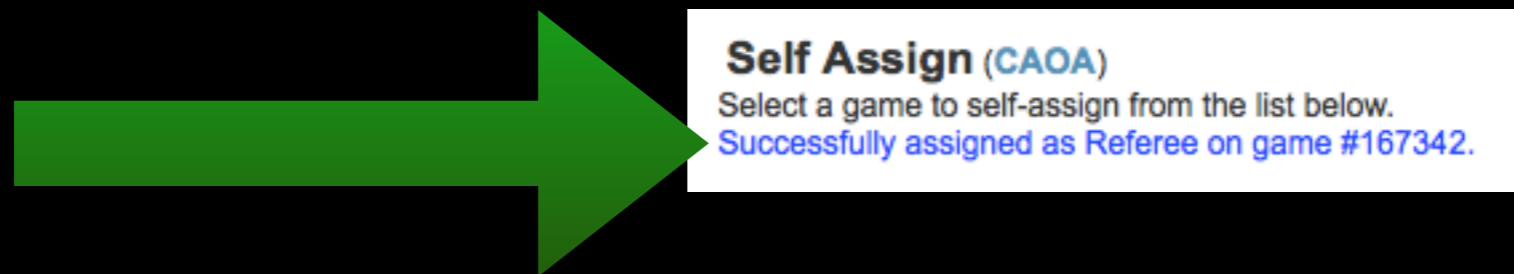 Self Assign (CAOA)
Select a game to self-assign from the list below.
Successfully assigned as Referee on game #167342.